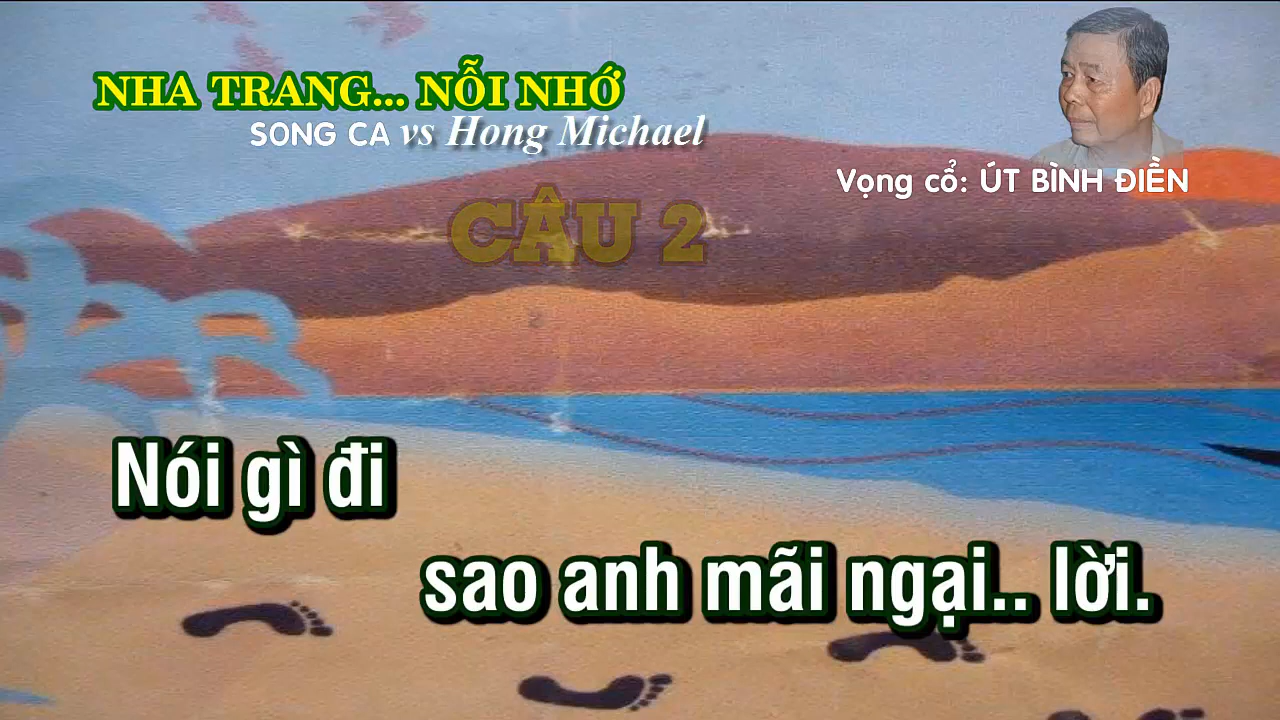 NHA TRANG... NỖI NHỚ
SONG CA vs Hong Michael
Vọng cổ: ÚT BÌNH ĐIỀN
CÂU 2
Nói gì đi
sao anh mãi ngại.. lời.